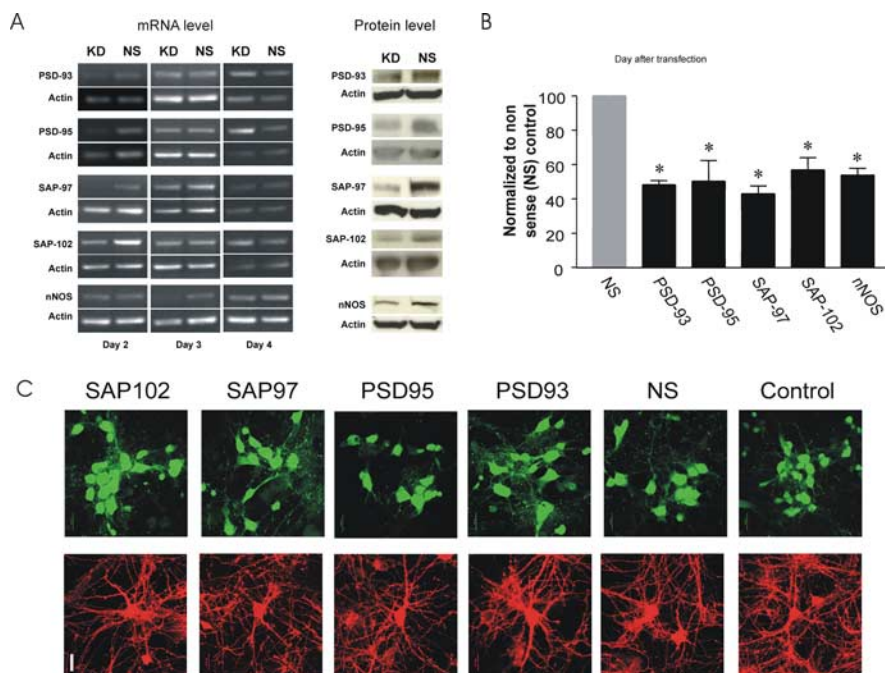 A
mRNA level
Protein level
KD NS KD NS KD NS
KD NS
PSD-93
Actin
PSD-95
Actin
SAP-97
Actin
SAP-102
Actin
nNOS
Actin
Day 2 Day 3 Day 4
PSD-93
Actin
PSD-95
Actin
SAP-97
Actin
SAP-102
Actin
nNOS
Actin
B
Day after transfection
Normalized to non
sense (NS) control
100
80
60
40
20
0
* * * * *
NS PSD-93 PSD-95 SAP-97 SAP-102 nNOS
C
SAP102 SAP97 PSD95 PSD93 NS Control